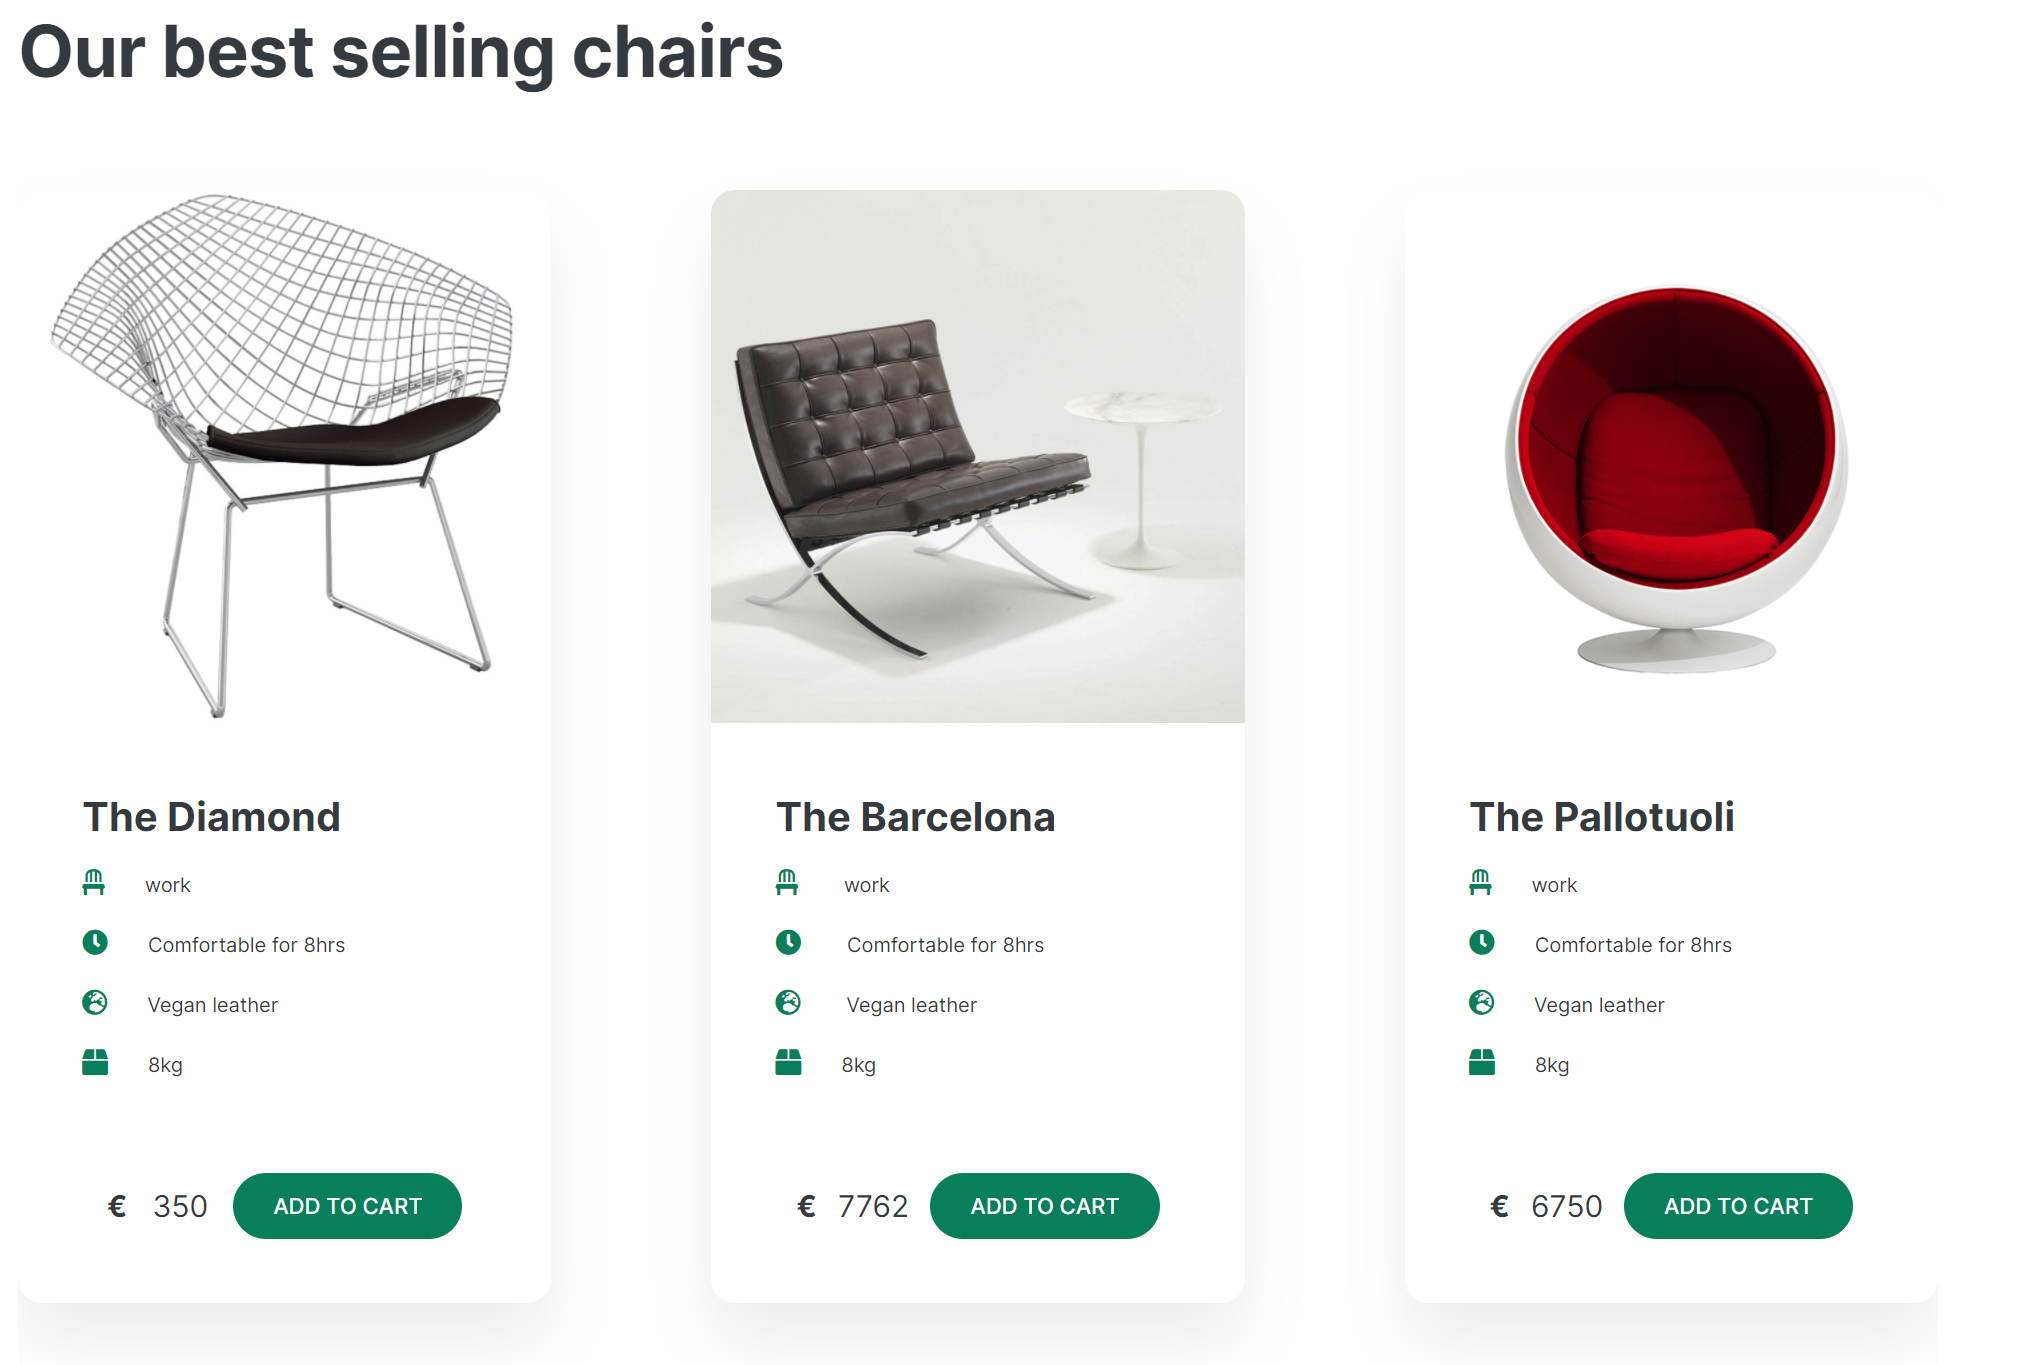 Our best selling chairs
The Diamond
work
Comfortable for 8hrs
Vegan leather
8kg
€ 350 ADD TO CART
The Barcelona
work
Comfortable for 8hrs
Vegan leather
8kg
€ 7762 ADD TO CART
The Pallotuoli
work
Comfortable for 8hrs
Vegan leather
8kg
€ 6750 ADD TO CART